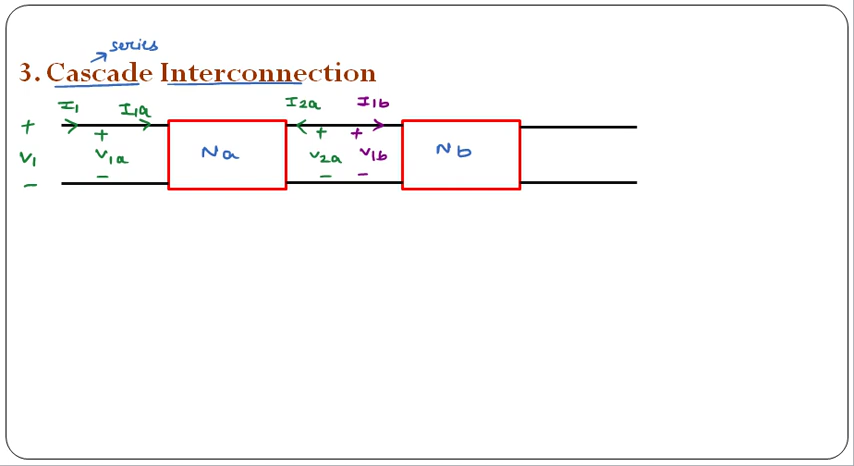 series
3. Cascade Interconnection
I1 I1a I2a I1b
+ + + +
V1 V1a Na V2a V1b Nb
- - - -